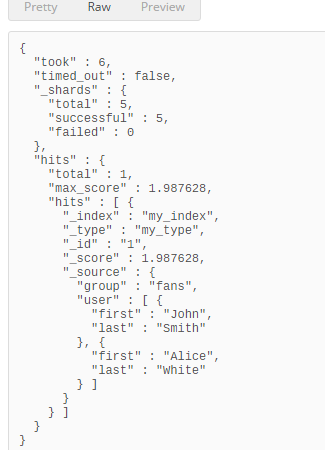 Pretty Raw Preview
{
  "took" : 6,
  "timed_out" : false,
  "_shards" : {
    "total" : 5,
    "successful" : 5,
    "failed" : 0
  },
  "hits" : {
    "total" : 1,
    "max_score" : 1.987628,
    "hits" : [ {
      "_index" : "my_index",
      "_type" : "my_type",
      "_id" : "1",
      "_score" : 1.987628,
      "_source" : {
        "group" : "fans",
        "user" : [ {
          "first" : "John",
          "last" : "Smith"
        }, {
          "first" : "Alice",
          "last" : "White"
        } ]
      }
    } ]
  }
}